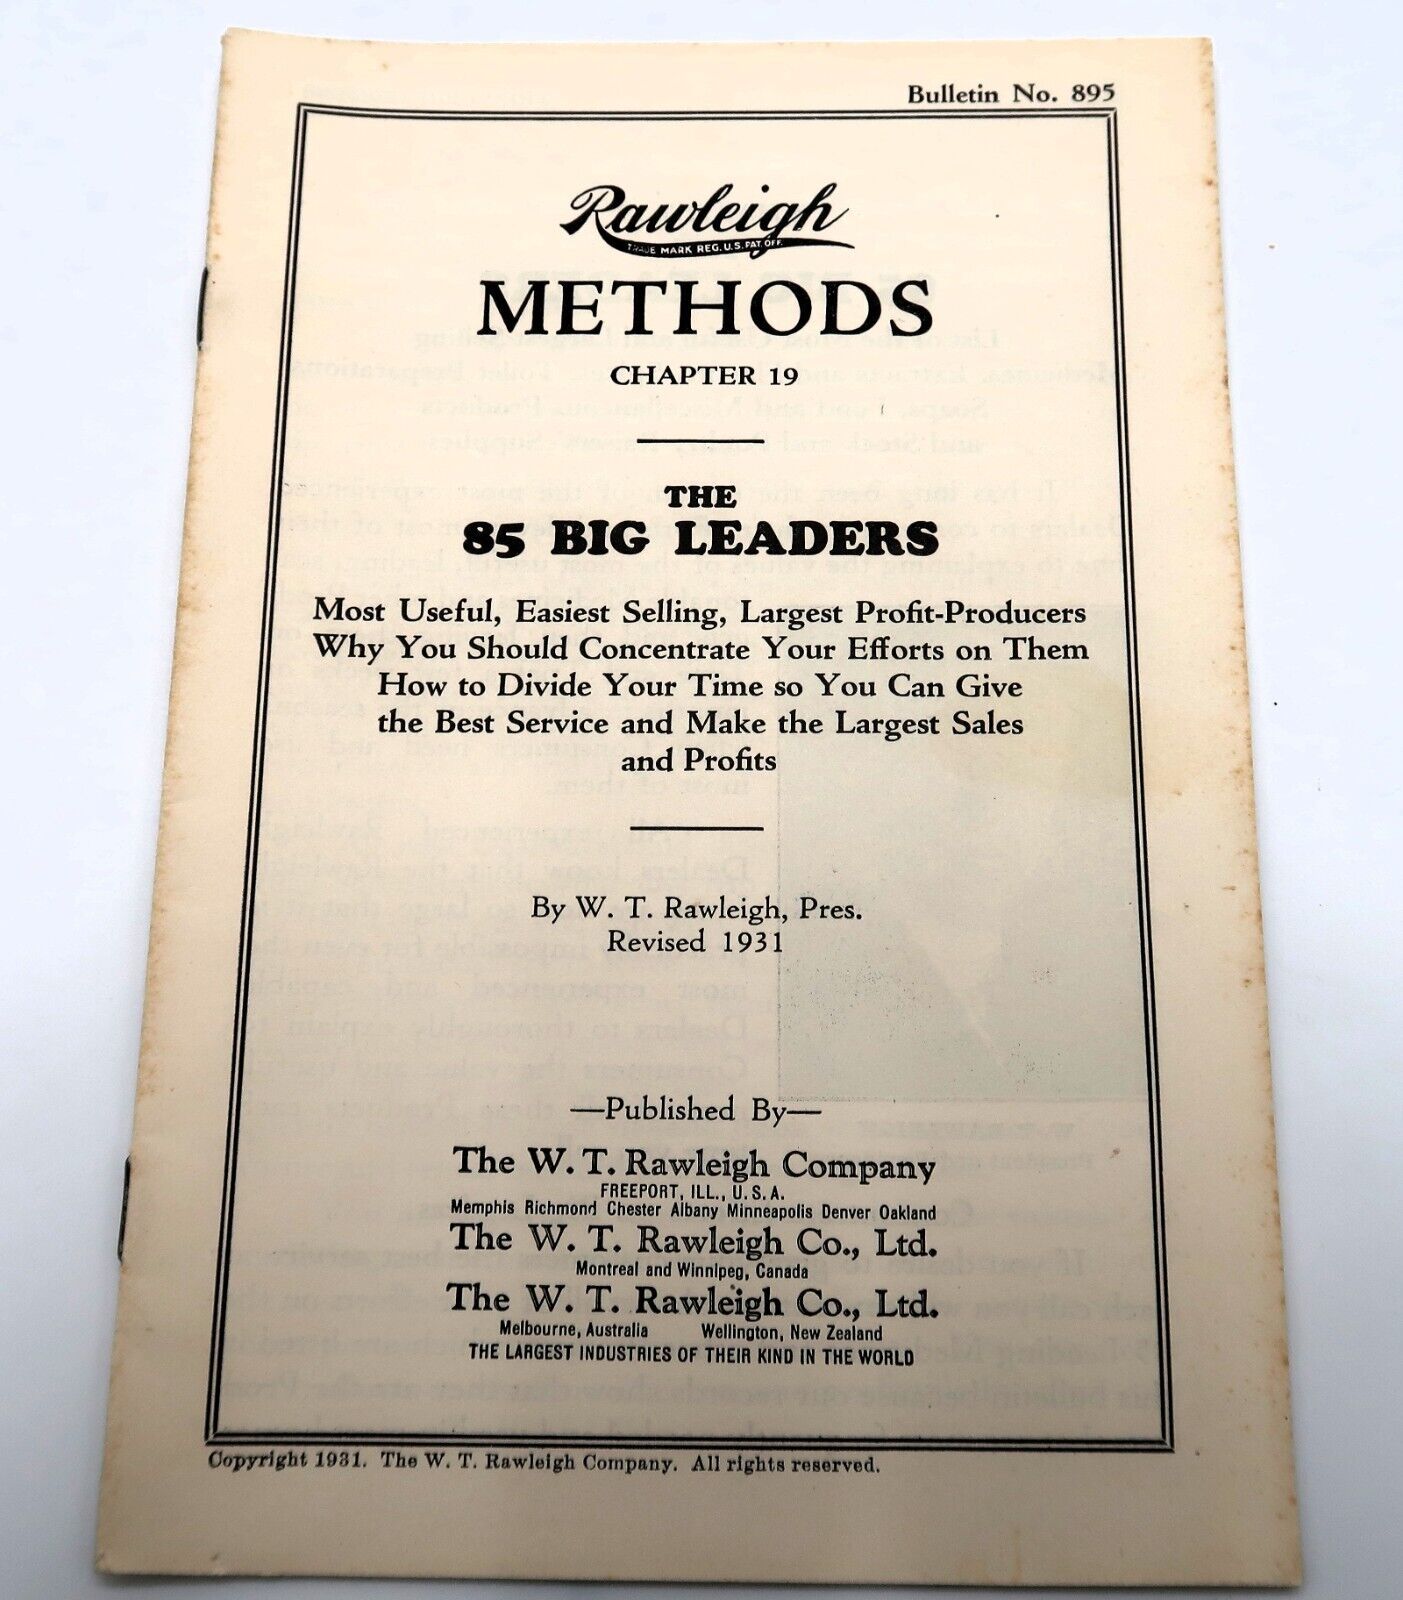 Bulletin No. 895
Rawleigh
TRADE MARK REG. U.S. PAT. OFF.
METHODS
CHAPTER 19
THE
85 BIG LEADERS
Most Useful, Easiest Selling, Largest Profit-Producers
Why You Should Concentrate Your Efforts on Them
How to Divide Your Time so You Can Give
the Best Service and Make the Largest Sales
and Profits
By W. T. Rawleigh, Pres.
Revised 1931
—Published By—
The W. T. Rawleigh Company
FREEPORT, ILL., U.S.A.
Memphis Richmond Chester Albany Minneapolis Denver Oakland
The W. T. Rawleigh Co., Ltd.
Montreal and Winnipeg, Canada
The W. T. Rawleigh Co., Ltd.
Melbourne, Australia Wellington, New Zealand
THE LARGEST INDUSTRIES OF THEIR KIND IN THE WORLD
Copyright 1931. The W. T. Rawleigh Company. All rights reserved.